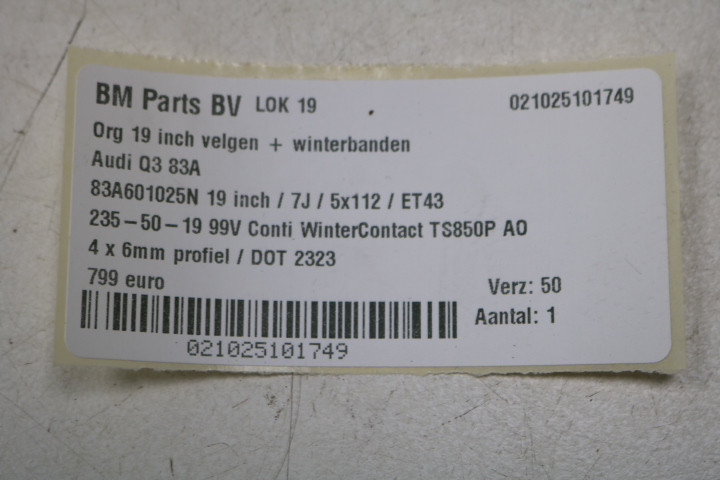 BM Parts BV LOK 19 021025101749
Org 19 inch velgen + winterbanden
Audi Q3 83A
83A601025N 19 inch / 7J / 5x112 / ET43
235-50-19 99V Conti WinterContact TS850P AO
4 x 6mm profiel / DOT 2323
799 euro Verz: 50
Aantal: 1
021025101749